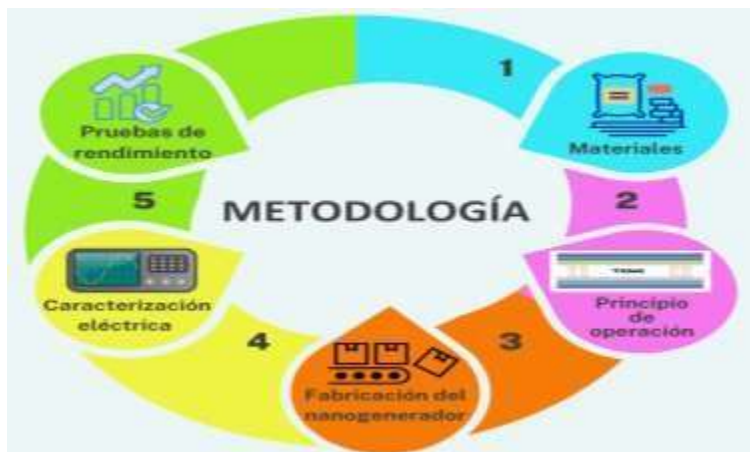 METODOLOGÍA
1
Materiales
2
Principio
de
operación
3
Fabricación del
nanogenerador
4
Caracterización
eléctrica
5
Pruebas de
rendimiento